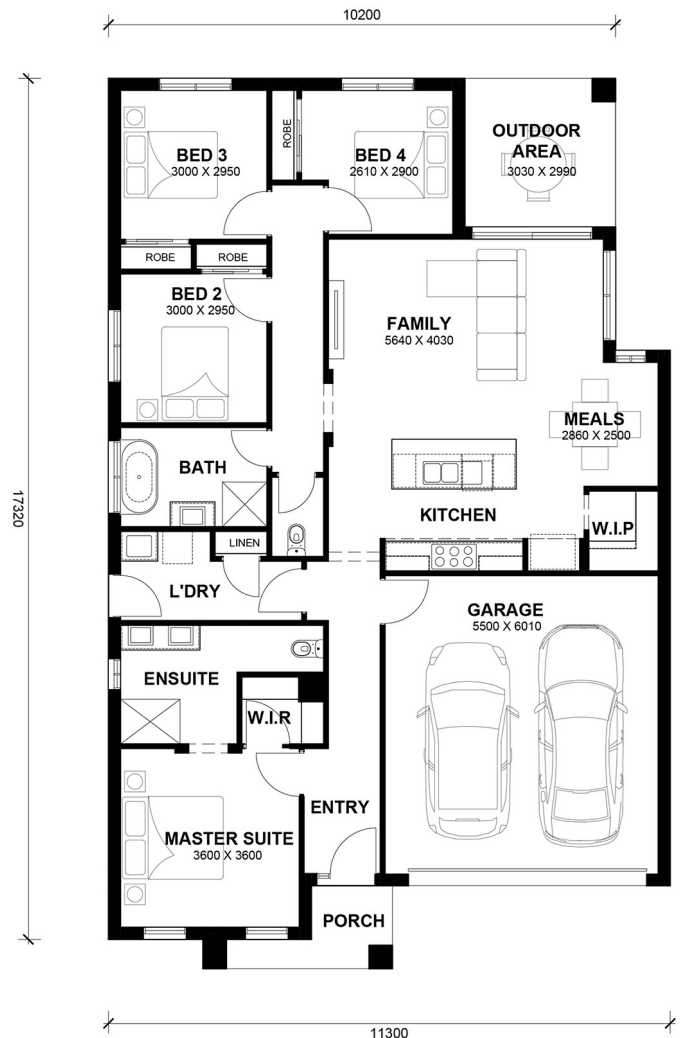 10200
BED 3
3000 X 2950
ROBE
BED 4
2610 X 2900
OUTDOOR
AREA
3030 X 2990
ROBE
ROBE
BED 2
3000 X 2950
FAMILY
5640 X 4030
MEALS
2860 X 2500
BATH
17320
KITCHEN
W.I.P
LINEN
L'DRY
GARAGE
5500 X 6010
ENSUITE
W.I.R
ENTRY
MASTER SUITE
3600 X 3600
PORCH
11300